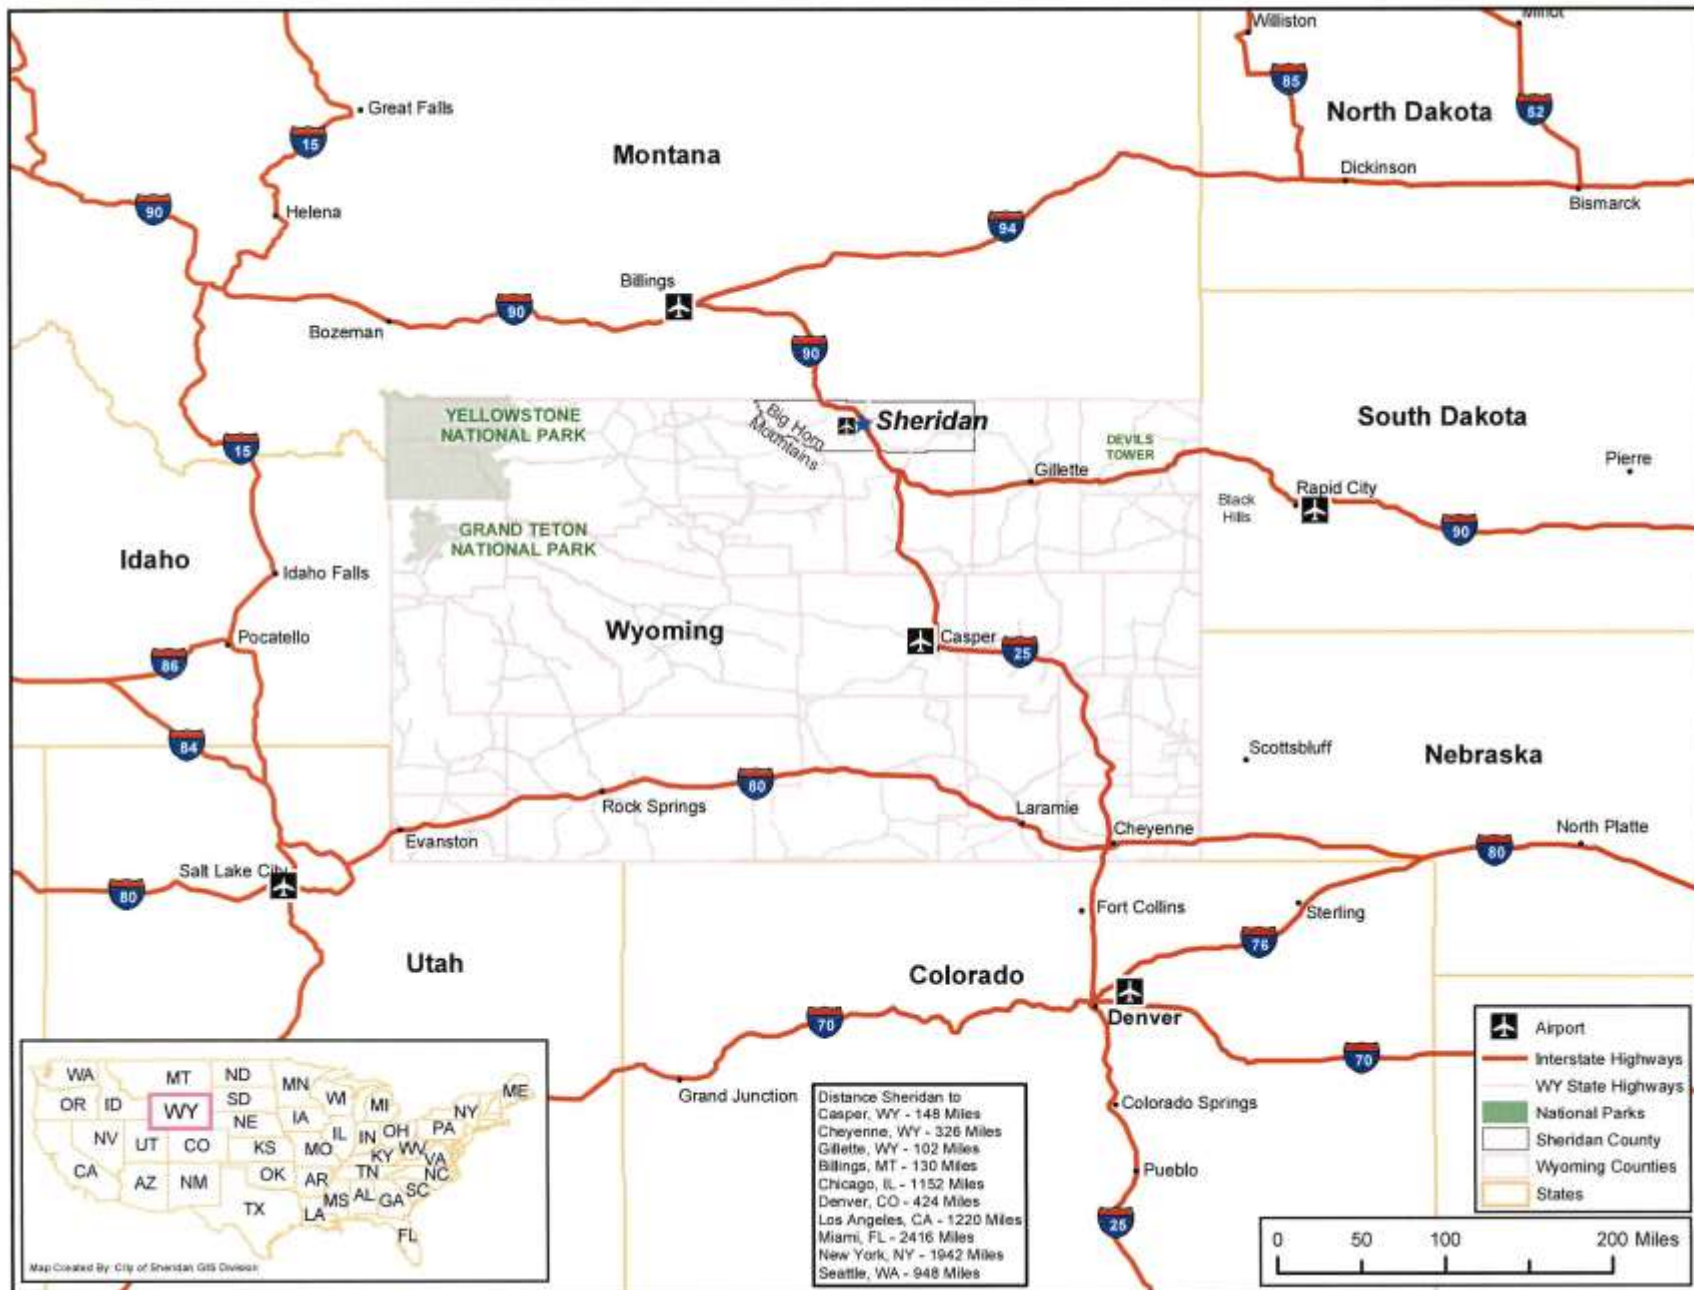 Williston
Minot
85
52
North Dakota
Great Falls
15
Montana
Dickinson
90
Helena
94
Bismarck
Billings
90
Bozeman
90
YELLOWSTONE
NATIONAL PARK
Big Horn
Mountains
Sheridan
South Dakota
DEVILS
TOWER
15
Gillette
Pierre
Rapid City
Black
Hills
90
GRAND TETON
NATIONAL PARK
Idaho
Idaho Falls
Pocatello
86
Wyoming
Casper
25
84
Scottsbluff
Nebraska
80
Rock Springs
Laramie
Cheyenne
North Platte
Evanston
80
Salt Lake City
80
Fort Collins
Sterling
76
Utah
Colorado
70
Denver
70
Grand Junction
Colorado Springs
Pueblo
25
WA
MT
ND
MN
ME
OR
ID
WY
SD
WI
MI
NY
NE
IA
NV
UT
CO
KS
MO
IL
IN
OH
PA
KY
WV
VA
CA
AZ
NM
OK
AR
TN
NC
SC
TX
LA
MS
AL
GA
FL
Map Created By: City of Sheridan GIS Division
Distance Sheridan to
Casper, WY - 148 Miles
Cheyenne, WY - 326 Miles
Gillette, WY - 102 Miles
Billings, MT - 130 Miles
Chicago, IL - 1152 Miles
Denver, CO - 424 Miles
Los Angeles, CA - 1220 Miles
Miami, FL - 2416 Miles
New York, NY - 1942 Miles
Seattle, WA - 948 Miles
Airport
Interstate Highways
WY State Highways
National Parks
Sheridan County
Wyoming Counties
States
0 50 100 200 Miles